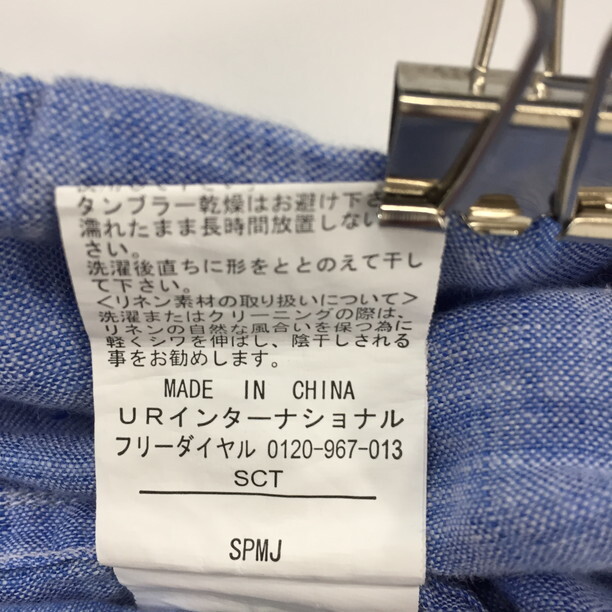 タンブラー乾燥はお避け下さ
濡れたまま長時間放置しない
さい。
洗濯後直ちに形をととのえて干し
て下さい。
＜リネン素材の取り扱いについて＞
洗濯またはクリーニングの際は、
リネンの自然な風合いを保つ為に
軽くシワを伸ばし、陰干しされる
事をお勧めします。
MADE IN CHINA
URインターナショナル
フリーダイヤル 0120-967-013
SCT
SPMJ